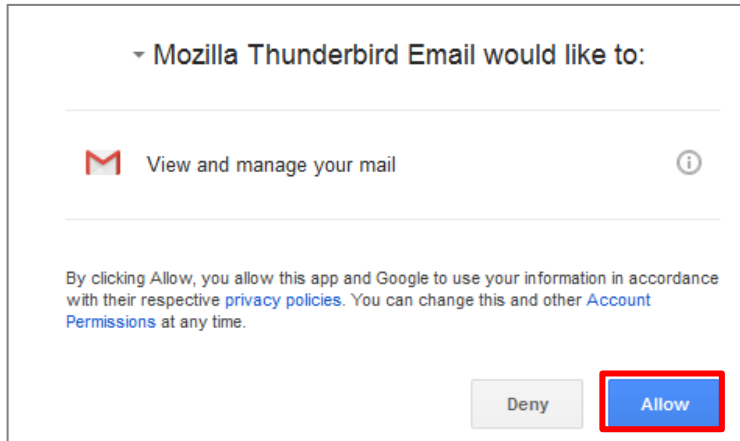 Mozilla Thunderbird Email would like to:
View and manage your mail
By clicking Allow, you allow this app and Google to use your information in accordance
with their respective privacy policies. You can change this and other Account
Permissions at any time.
Deny
Allow